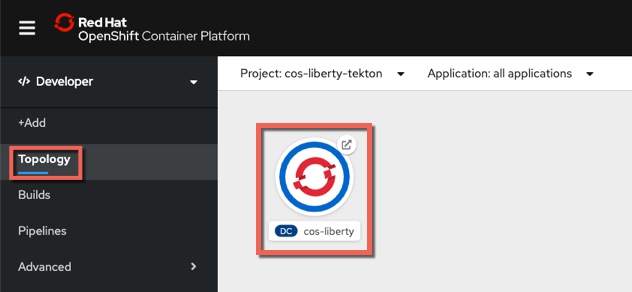 Red Hat
OpenShift Container Platform
</> Developer
Project: cos-liberty-tekton
Application: all applications
+Add
Topology
Builds
Pipelines
Advanced
DC cos-liberty